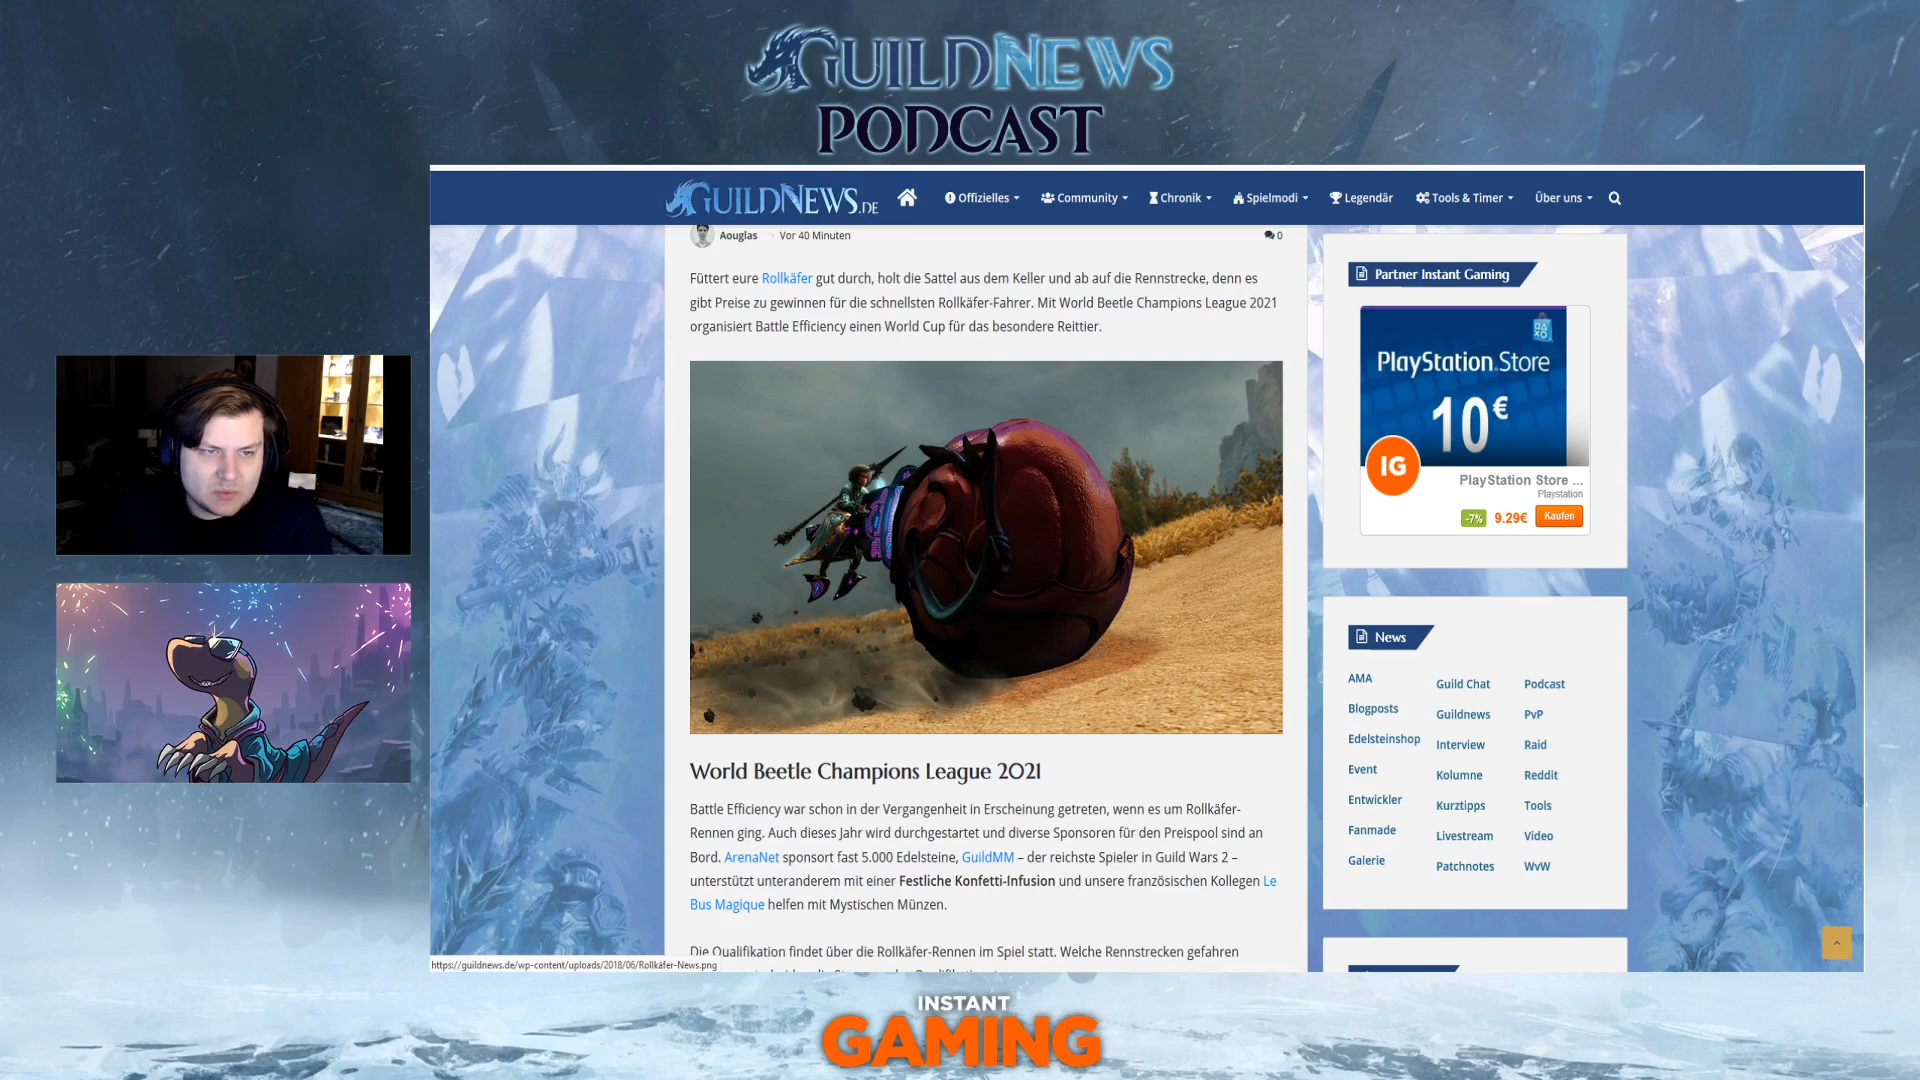 GUILDNEWS
PODCAST
GUILDNEWS.DE
Offizielles
Community
Chronik
Spielmodi
Legendär
Tools & Timer
Über uns
Aouglas
Vor 40 Minuten
0
Füttert eure Rollkäfer gut durch, holt die Sattel aus dem Keller und ab auf die Rennstrecke, denn es
gibt Preise zu gewinnen für die schnellsten Rollkäfer-Fahrer. Mit World Beetle Champions League 2021
organisiert Battle Efficiency einen World Cup für das besondere Reittier.
World Beetle Champions League 2021
Battle Efficiency war schon in der Vergangenheit in Erscheinung getreten, wenn es um Rollkäfer-
Rennen ging. Auch dieses Jahr wird durchgestartet und diverse Sponsoren für den Preispool sind an
Bord. ArenaNet sponsort fast 5.000 Edelsteine, GuildMM – der reichste Spieler in Guild Wars 2 –
unterstützt unteranderem mit einer Festliche Konfetti-Infusion und unsere französischen Kollegen Le
Bus Magique helfen mit Mystischen Münzen.
Die Qualifikation findet über die Rollkäfer-Rennen im Spiel statt. Welche Rennstrecken gefahren
https://guildnews.de/wp-content/uploads/2018/06/Rollkäfer-News.png
Partner Instant Gaming
PlayStation.Store
10€
IG
PlayStation Store ...
Playstation
-7%
9.29€
Kaufen
News
AMA
Blogposts
Edelsteinshop
Event
Entwickler
Fanmade
Galerie
Guild Chat
Guildnews
Interview
Kolumne
Kurztipps
Livestream
Patchnotes
Podcast
PvP
Raid
Reddit
Tools
Video
WvW
INSTANT
GAMING